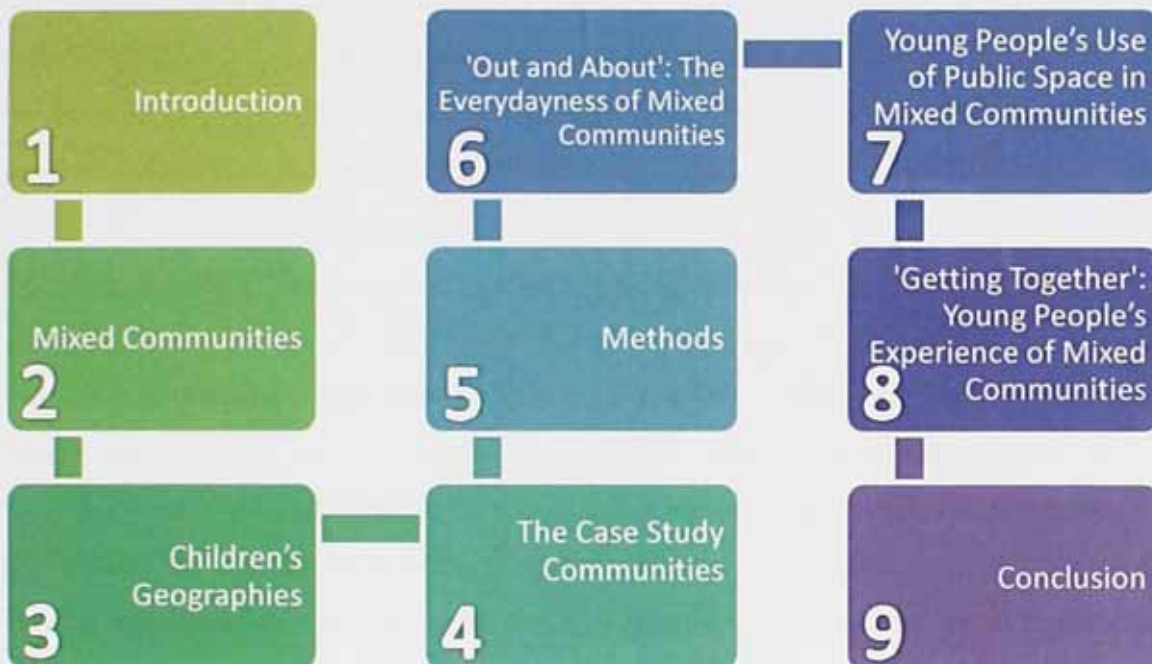 Introduction
1
Mixed Communities
2
Children's
Geographies
3
The Case Study
Communities
4
Methods
5
'Out and About': The
Everydayness of Mixed
Communities
6
Young People's Use
of Public Space in
Mixed Communities
7
'Getting Together':
Young People's
Experience of Mixed
Communities
8
Conclusion
9